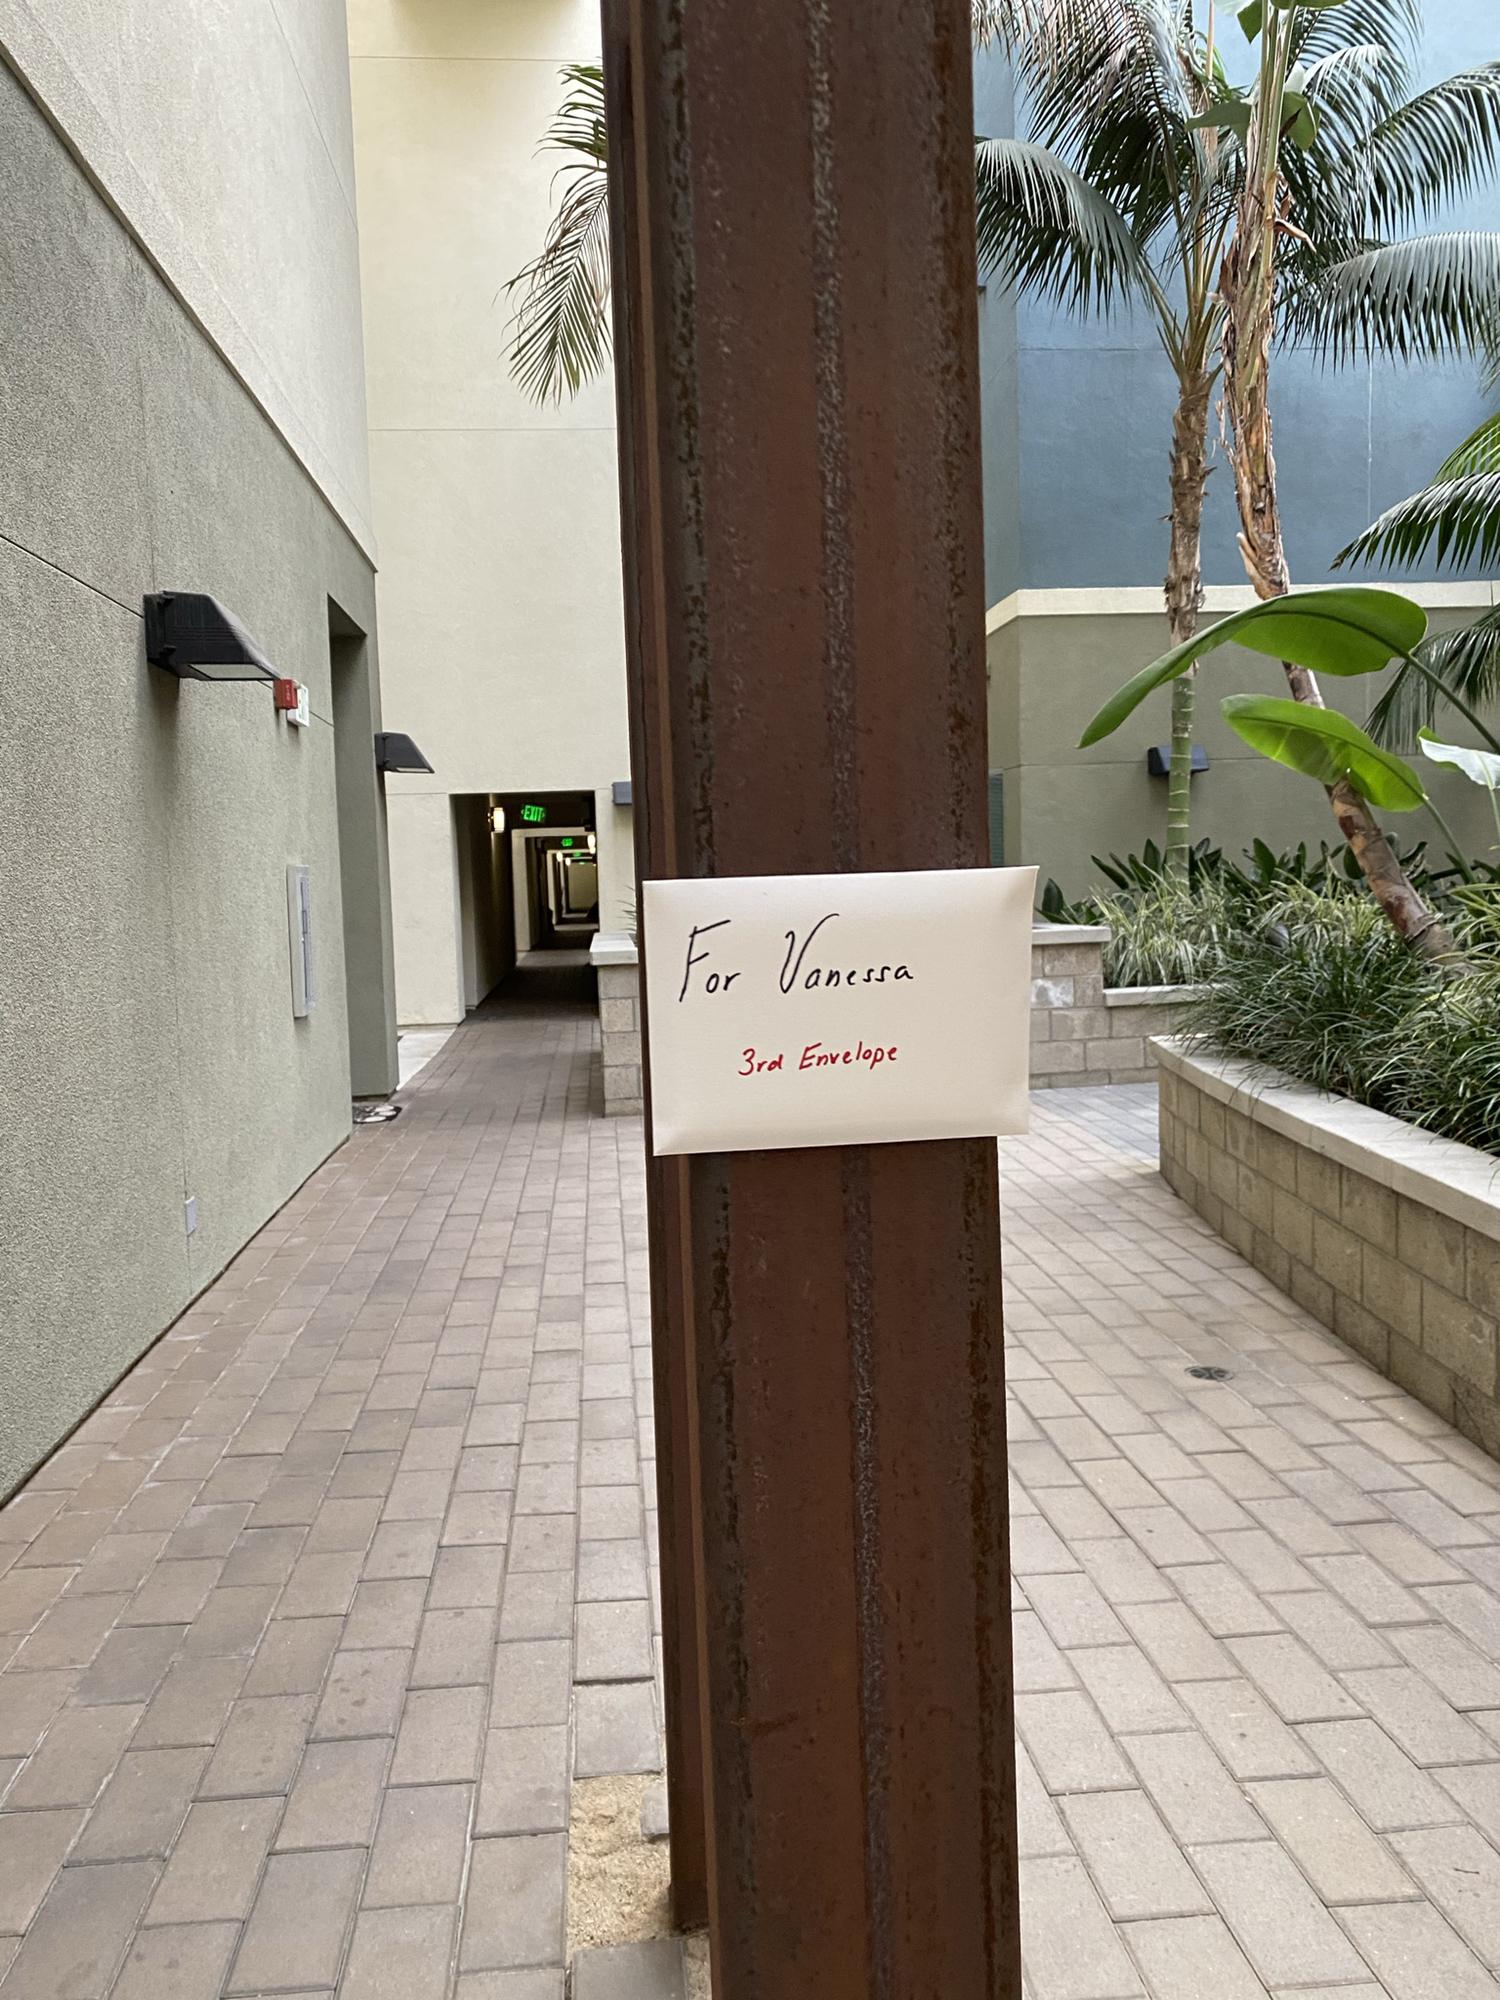 EXIT
For Vanessa
3rd Envelope